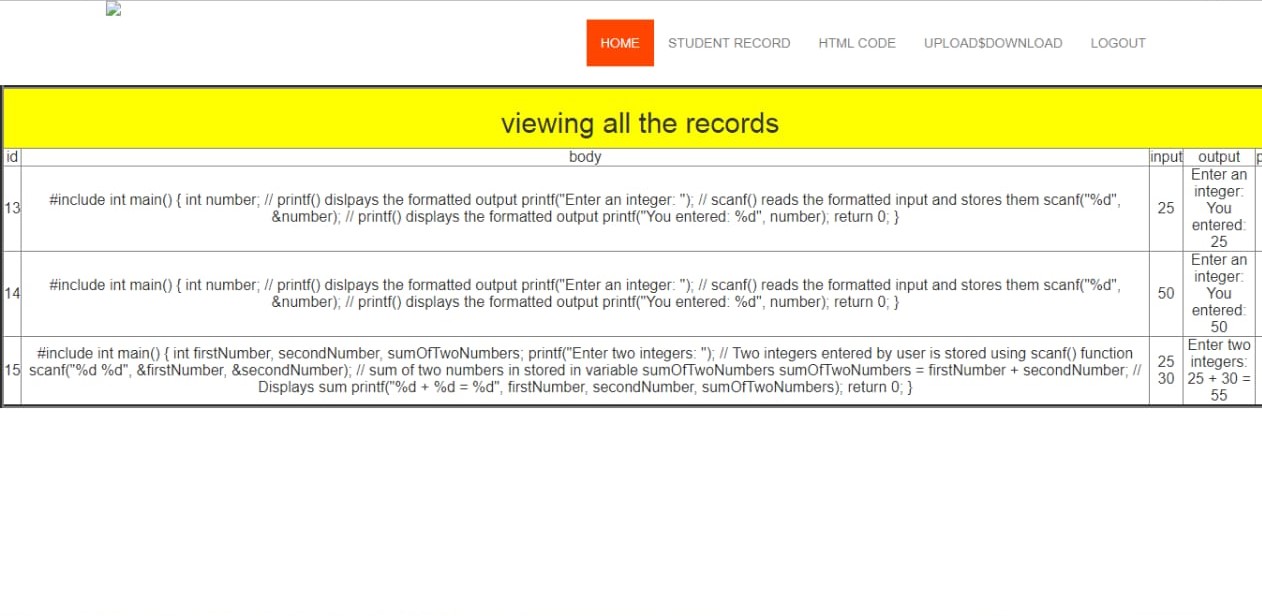 HOME STUDENT RECORD HTML CODE UPLOAD$DOWNLOAD LOGOUT
viewing all the records
id body input output p
13
#include int main() { int number; // printf() dislpays the formatted output printf("Enter an integer: "); // scanf() reads the formatted input and stores them scanf("%d",
&number); // printf() displays the formatted output printf("You entered: %d", number); return 0; }
25
Enter an
integer:
You
entered:
25
14
#include int main() { int number; // printf() dislpays the formatted output printf("Enter an integer: "); // scanf() reads the formatted input and stores them scanf("%d",
&number); // printf() displays the formatted output printf("You entered: %d", number); return 0; }
50
Enter an
integer:
You
entered:
50
15
#include int main() { int firstNumber, secondNumber, sumOfTwoNumbers; printf("Enter two integers: "); // Two integers entered by user is stored using scanf() function
scanf("%d %d", &firstNumber, &secondNumber); // sum of two numbers in stored in variable sumOfTwoNumbers sumOfTwoNumbers = firstNumber + secondNumber; //
Displays sum printf("%d + %d = %d", firstNumber, secondNumber, sumOfTwoNumbers); return 0; }
25
30
Enter two
integers:
25 + 30 =
55